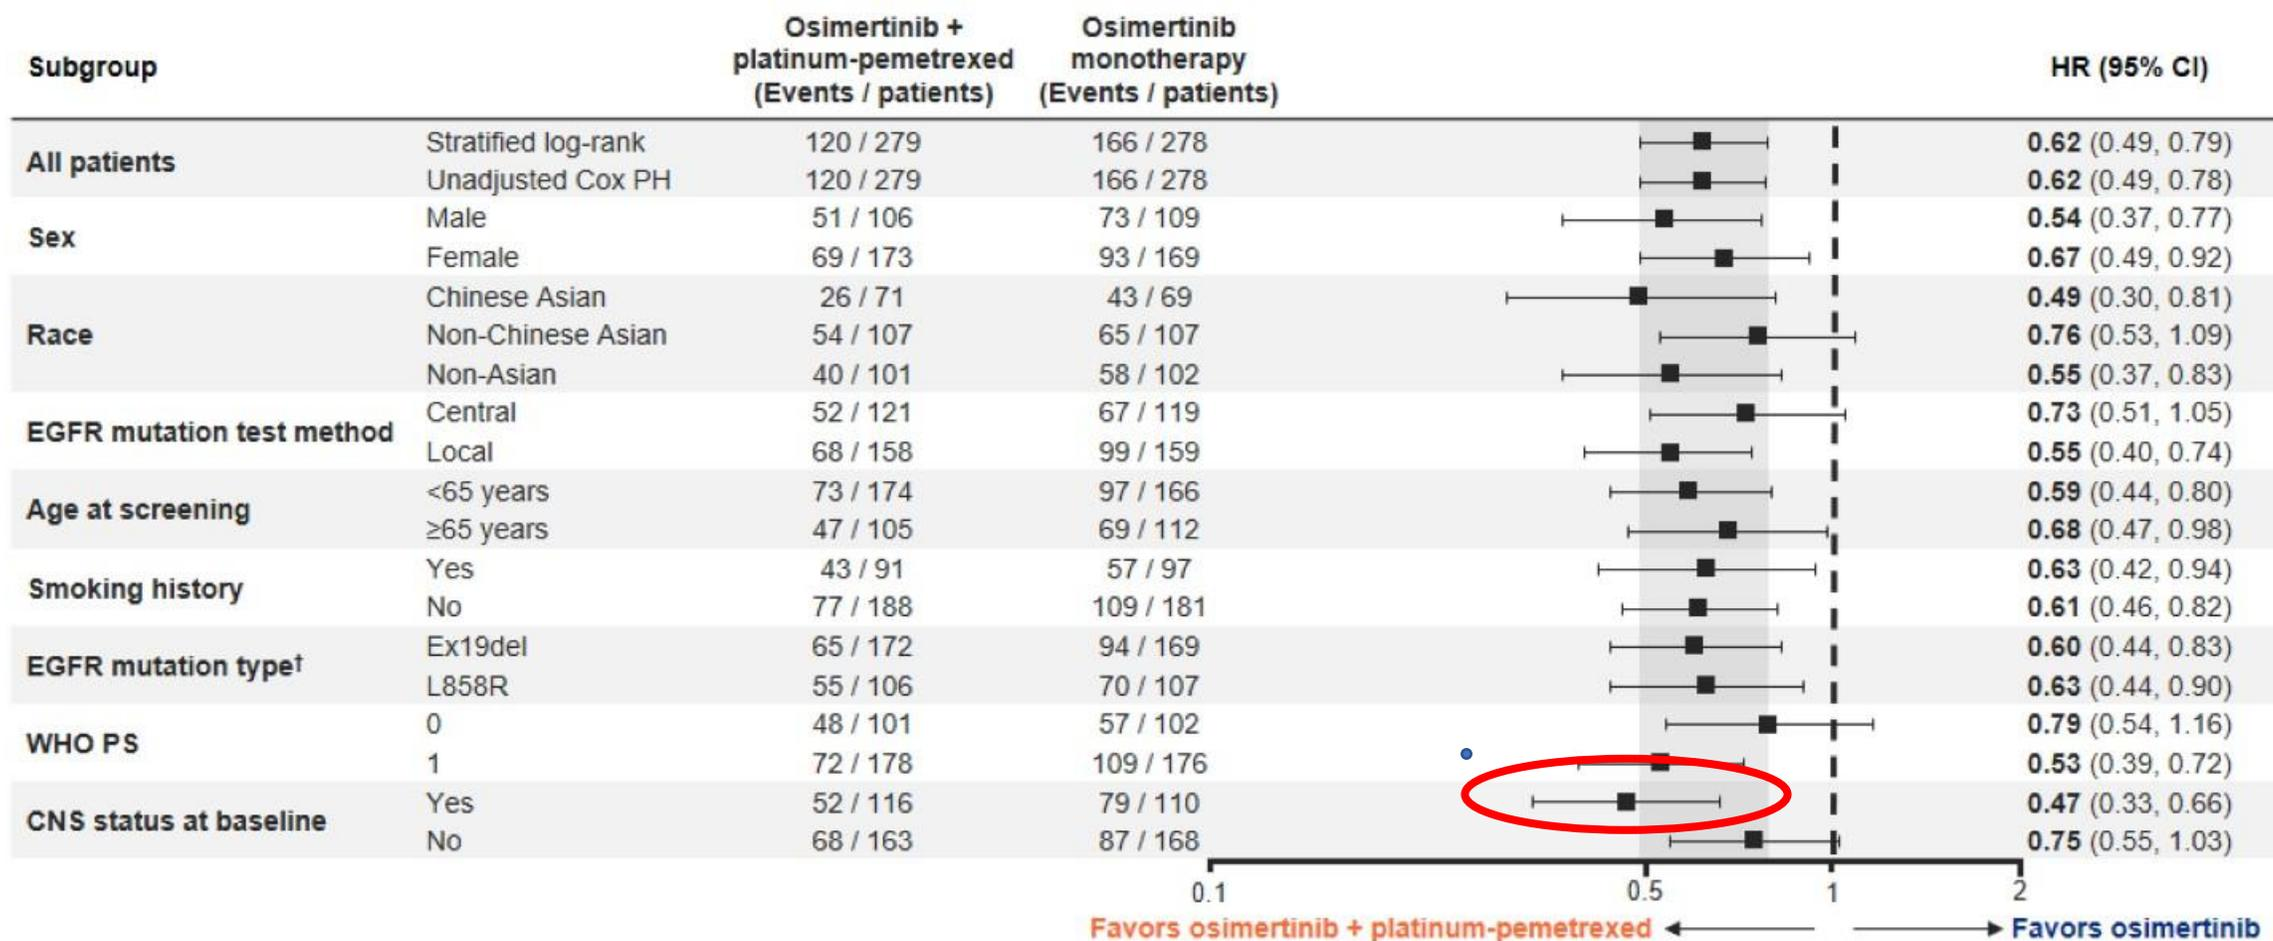 Subgroup
Osimertinib +
platinum-pemetrexed
(Events / patients)
Osimertinib
monotherapy
(Events / patients)
HR (95% CI)
All patients
Stratified log-rank 120 / 279 166 / 278 0.62 (0.49, 0.79)
Unadjusted Cox PH 120 / 279 166 / 278 0.62 (0.49, 0.78)
Sex
Male 51 / 106 73 / 109 0.54 (0.37, 0.77)
Female 69 / 173 93 / 169 0.67 (0.49, 0.92)
Race
Chinese Asian 26 / 71 43 / 69 0.49 (0.30, 0.81)
Non-Chinese Asian 54 / 107 65 / 107 0.76 (0.53, 1.09)
Non-Asian 40 / 101 58 / 102 0.55 (0.37, 0.83)
EGFR mutation test method
Central 52 / 121 67 / 119 0.73 (0.51, 1.05)
Local 68 / 158 99 / 159 0.55 (0.40, 0.74)
Age at screening
<65 years 73 / 174 97 / 166 0.59 (0.44, 0.80)
≥65 years 47 / 105 69 / 112 0.68 (0.47, 0.98)
Smoking history
Yes 43 / 91 57 / 97 0.63 (0.42, 0.94)
No 77 / 188 109 / 181 0.61 (0.46, 0.82)
EGFR mutation type†
Ex19del 65 / 172 94 / 169 0.60 (0.44, 0.83)
L858R 55 / 106 70 / 107 0.63 (0.44, 0.90)
WHO PS
0 48 / 101 57 / 102 0.79 (0.54, 1.16)
1 72 / 178 109 / 176 0.53 (0.39, 0.72)
CNS status at baseline
Yes 52 / 116 79 / 110 0.47 (0.33, 0.66)
No 68 / 163 87 / 168 0.75 (0.55, 1.03)
0.1 0.5 1 2
Favors osimertinib + platinum-pemetrexed Favors osimertinib